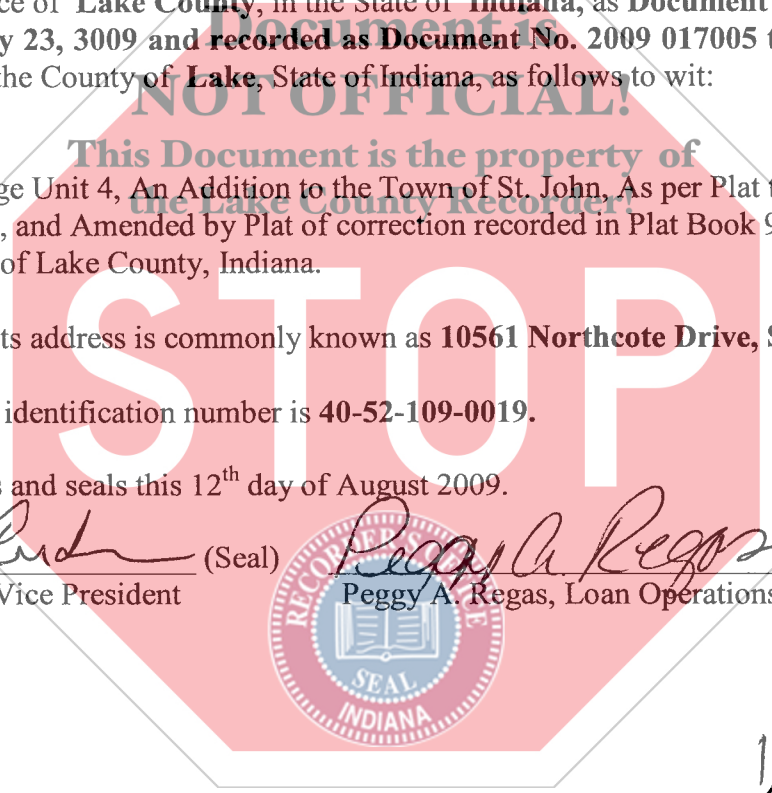 ce of Lake County, in the State of Indiana, as Document
Document is
y 23, 3009 and recorded as Document No. 2009 017005
the County of Lake, State of Indiana, as follows to wit:
NOT OFFICIAL!
This Document is the property of
ge Unit 4, An Addition to the Town of St. John, As per Plat
the Lake County Recorder!
, and Amended by Plat of correction recorded in Plat Book 9
of Lake County, Indiana.
STOP
ts address is commonly known as 10561 Northcote Drive, S
identification number is 40-52-109-0019.
s and seals this 12th day of August 2009.
(Seal) Peggy A. Regas
Vice President Peggy A. Regas, Loan Operations
RECORDER'S OFFICE
SEAL
INDIANA